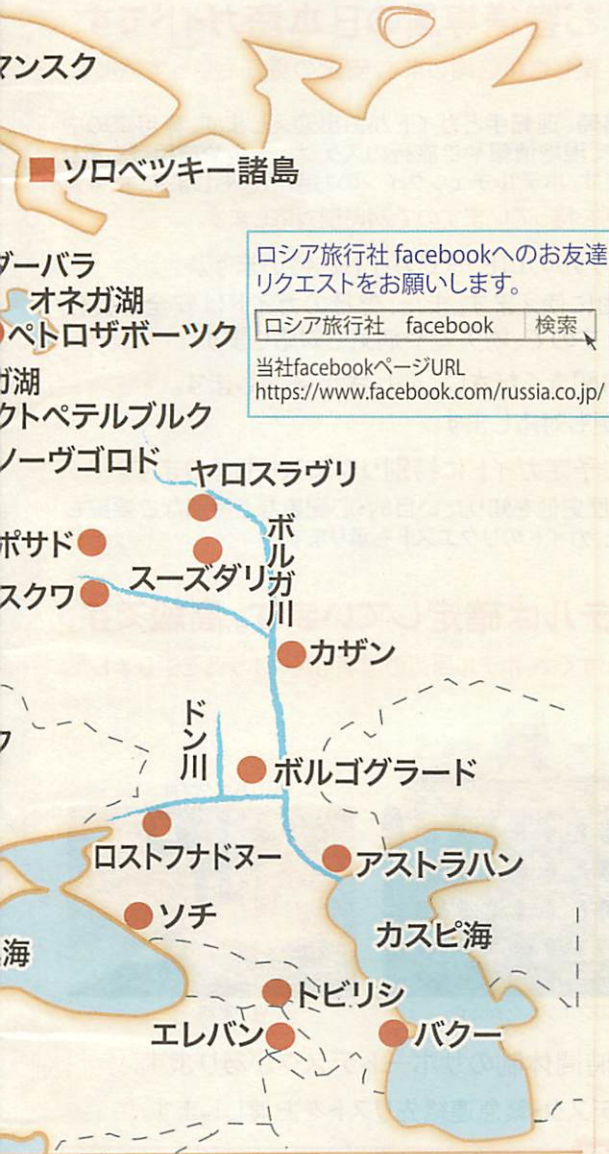 マンスク
ソロベツキー諸島
ダーバラ
オネガ湖
ペトロザボーツク
ガ湖
クトペテルブルク
ノーヴゴロド
ロシア旅行社 facebookへのお友達
リクエストをお願いします。
ロシア旅行社 facebook 検索
当社facebookページURL
https://www.facebook.com/russia.co.jp/
ヤロスラヴリ
ボルガ川
ポサド
スーズダリ
スクワ
カザン
ドン川
ボルゴグラード
ロストフナドヌー
アストラハン
ソチ
カスピ海
海
トビリシ
エレバン
バクー